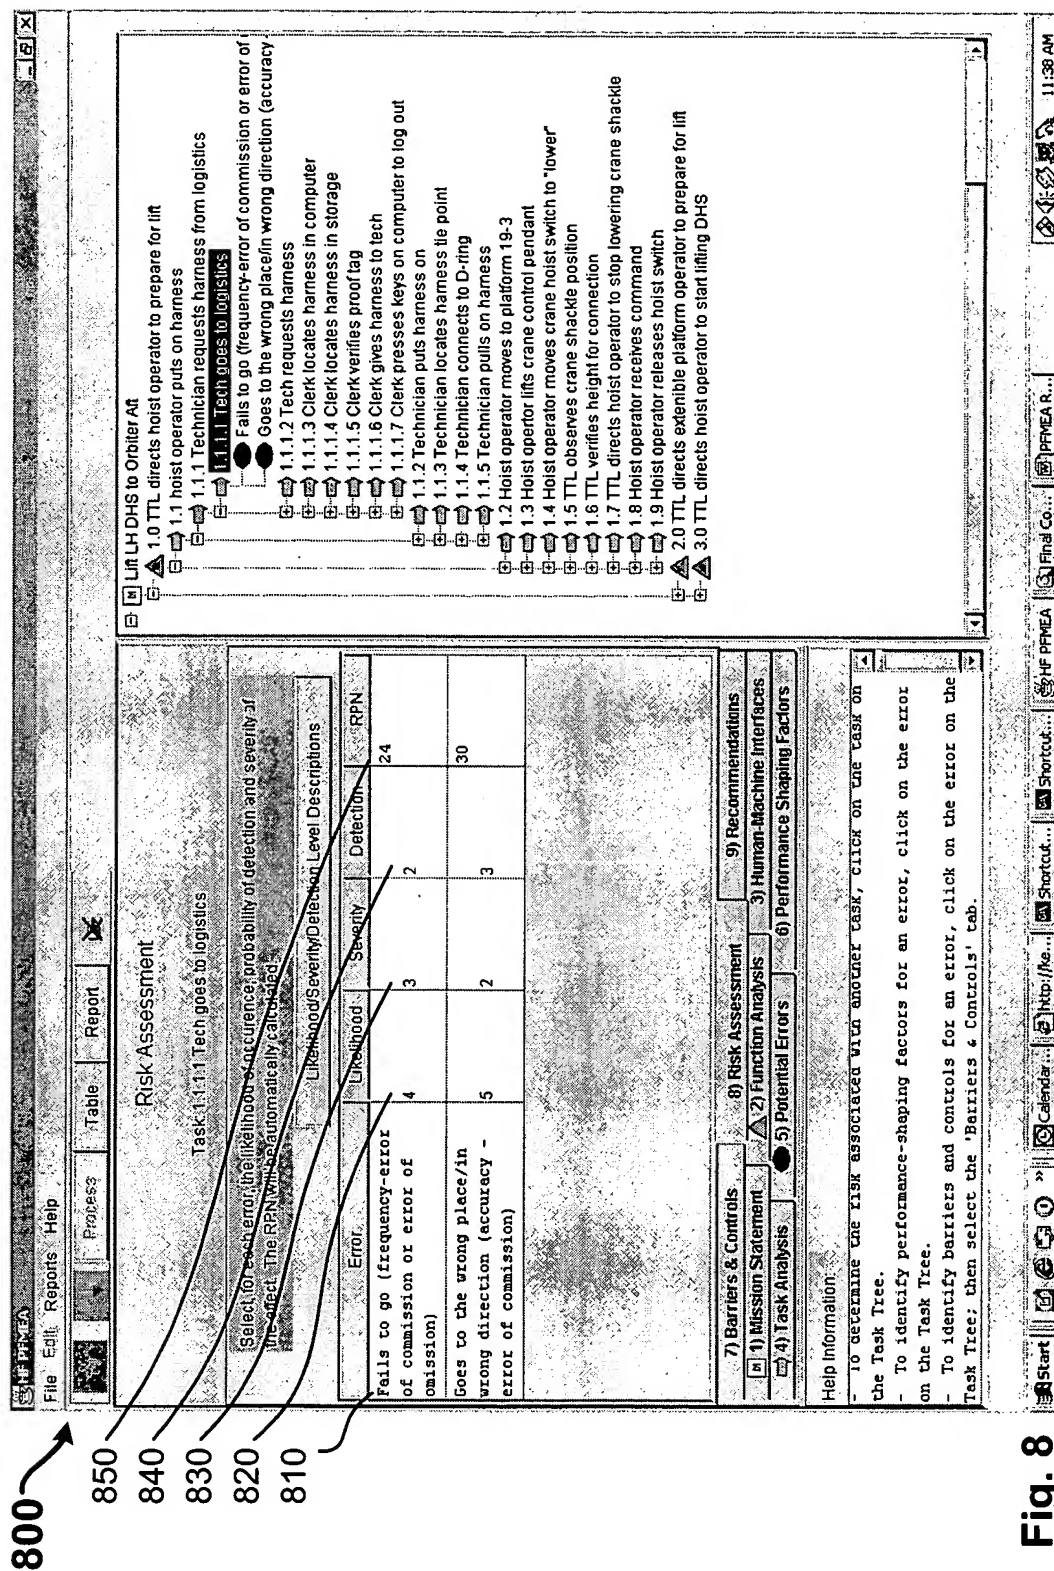 800
HF PFMEA
File Edit Reports Help
Process Table Report
850
840
830
820
810
Risk Assessment
Task:1.1.1.1 Tech goes to logistics
Select, for each error, the likelihood of occurence, probability of detection and severity of
the effect. The RPN will be automatically calculated
Likelihood/Severity/Detection Level Descriptions
Error Likelihood Severity Detection RPN
Fails to go (frequency-error
of commission or error of
omission)
4 3 2 24
Goes to the wrong place/in
wrong direction (accuracy -
error of commission)
5 2 3 30
7) Barriers & Controls 8) Risk Assessment 9) Recommendations
M 1) Mission Statement 2) Function Analysis 3) Human-Machine Interfaces
4) Task Analysis 5) Potential Errors 6) Performance Shaping Factors
Help Information:
- To determine the risk associated with another task, click on the task on
the Task Tree.
- To identify performance-shaping factors for an error, click on the error
on the Task Tree.
- To identify barriers and controls for an error, click on the error on the
Task Tree; then select the 'Barriers & Controls' tab.
M Lift LH DHS to Orbiter Aft
1.0 TTL directs hoist operator to prepare for lift
1.1 hoist operator puts on harness
1.1.1 Technician requests harness from logistics
1.1.1.1 Tech goes to logistics
Fails to go (frequency-error of commission or error of
Goes to the wrong place/in wrong direction (accuracy
1.1.1.2 Tech requests harness
1.1.1.3 Clerk locates harness in computer
1.1.1.4 Clerk locates harness in storage
1.1.1.5 Clerk verifies proof tag
1.1.1.6 Clerk gives harness to tech
1.1.1.7 Clerk presses keys on computer to log out
1.1.2 Technician puts harness on
1.1.3 Technician locates harness tie point
1.1.4 Technician connects to D-ring
1.1.5 Technician pulls on harness
1.2 Hoist operator moves to platform 19-3
1.3 Hoist opertor lifts crane control pendant
1.4 Hoist operator moves crane hoist switch to "lower"
1.5 TTL observes crane shackle position
1.6 TTL verifies height for connection
1.7 TTL directs hoist operator to stop lowering crane shackle
1.8 Hoist operator receives command
1.9 Hoist operator releases hoist switch
2.0 TTL directs extenible platform operator to prepare for lift
3.0 TTL directs hoist operator to start lifting DHS
Start » Calendar... http://ke... Shortcut... Shortcut... HF PFMEA Final Co... PFMEA R... 11:38 AM
Fig. 8